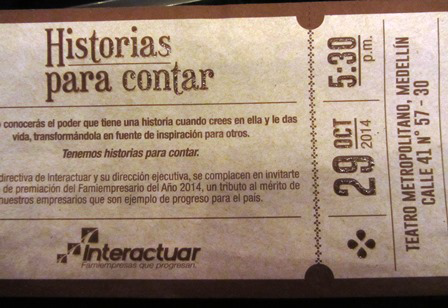 Historias
para contar
conocerás el poder que tiene una historia cuando crees en ella y le das
vida, transformándola en fuente de inspiración para otros.
Tenemos historias para contar.
directiva de Interactuar y su dirección ejecutiva, se complacen en invitarte
de premiación del Famiempresario del Año 2014, un tributo al mérito de
nuestros empresarios que son ejemplo de progreso para el país.
Interactuar
Famiempresas que progresan.
5:30
p.m.
29 OCT
2014
TEATRO METROPOLITANO, MEDELLÍN
CALLE 41 N° 57 - 30